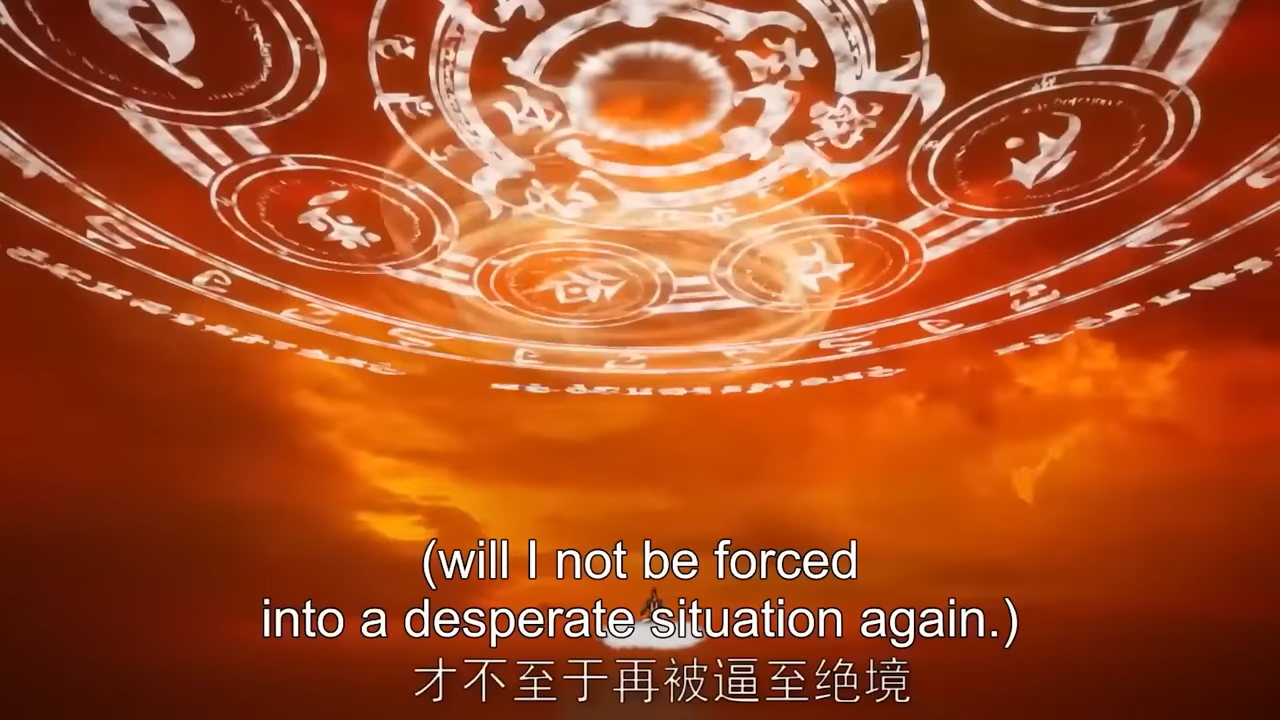 (will I not be forced
into a desperate situation again.)
才不至于再被逼至绝境